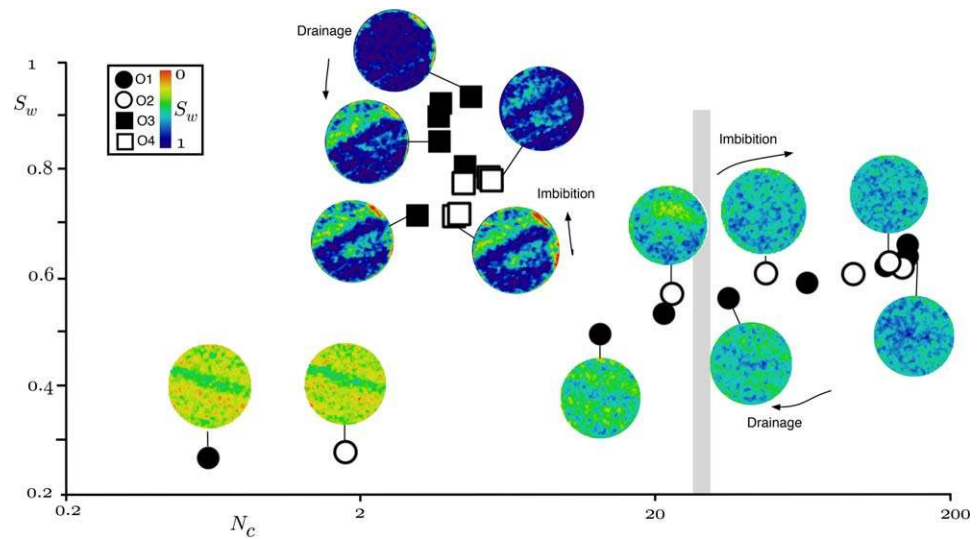 Drainage
1
S_w
O1
O2
O3
O4
0
S_w
1
0.8
Imbibition
Imbibition
0.6
0.4
Drainage
0.2
0.2
2
20
200
N_c